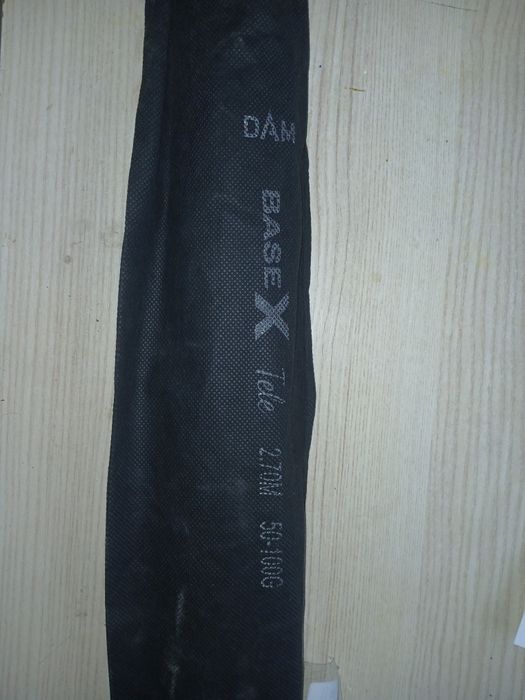 DAM
BASE X Tele 2.70M 50-100G